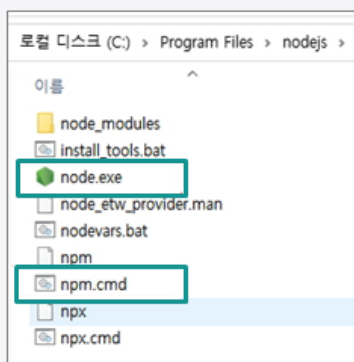 로컬 디스크 (C:) › Program Files › nodejs ›
이름
node_modules
install_tools.bat
node.exe
node_etw_provider.man
nodevars.bat
npm
npm.cmd
npx
npx.cmd